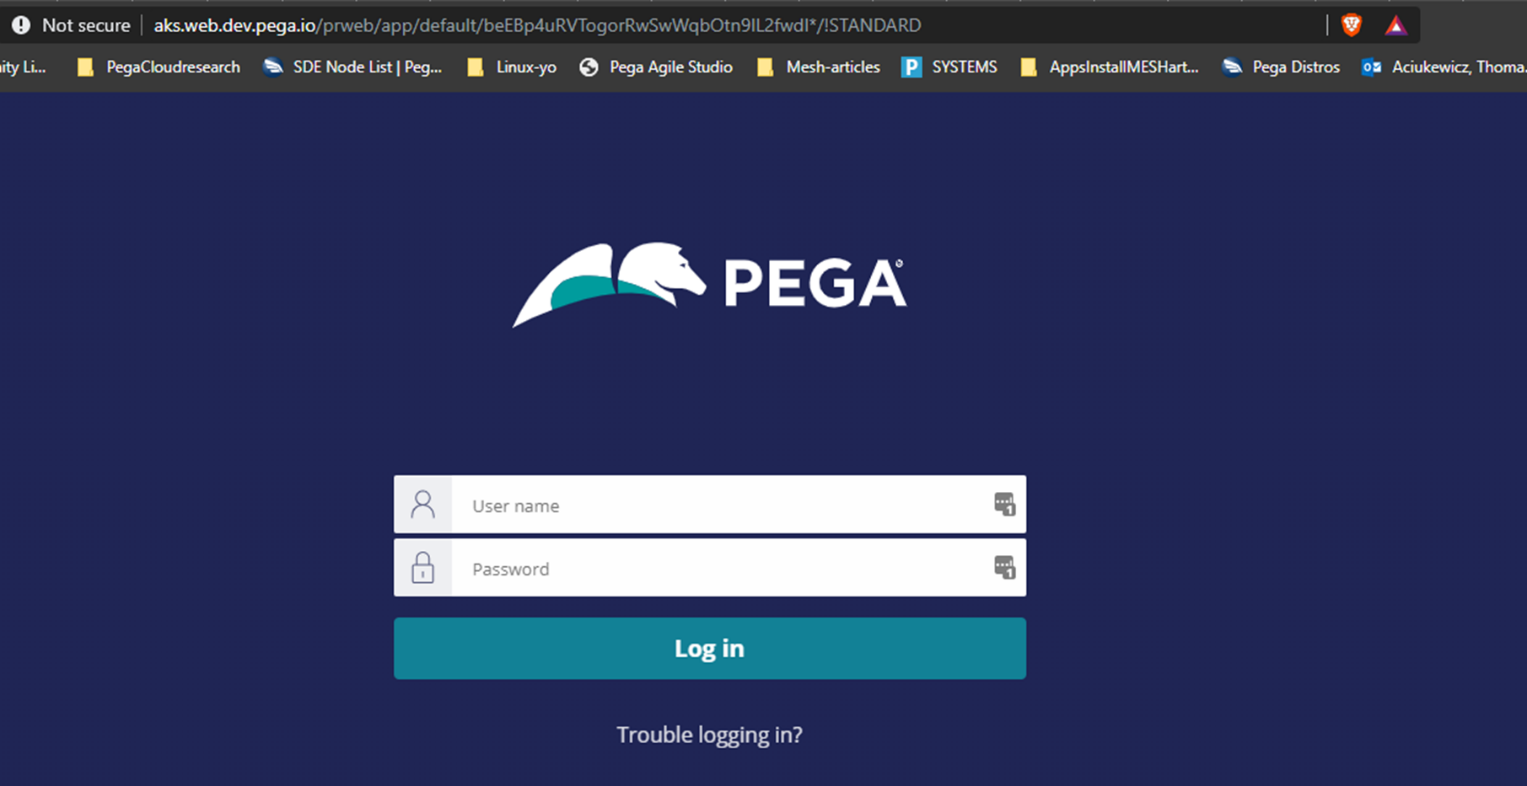 Not secure aks.web.dev.pega.io/prweb/app/default/beEBp4uRVTogorRwSwWqbOtn9IL2fwdI*/!STANDARD
ity Li... PegaCloudresearch SDE Node List | Peg... Linux-yo Pega Agile Studio Mesh-articles P SYSTEMS AppsInstallMESHart... Pega Distros Aciukewicz, Thoma
PEGA
User name
Password
Log in
Trouble logging in?